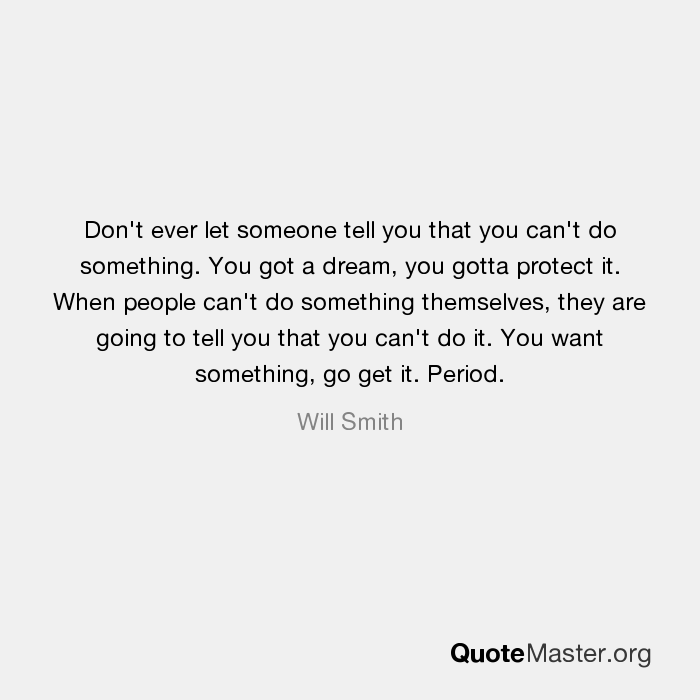 Don't ever let someone tell you that you can't do
something. You got a dream, you gotta protect it.
When people can't do something themselves, they are
going to tell you that you can't do it. You want
something, go get it. Period.
Will Smith
QuoteMaster.org